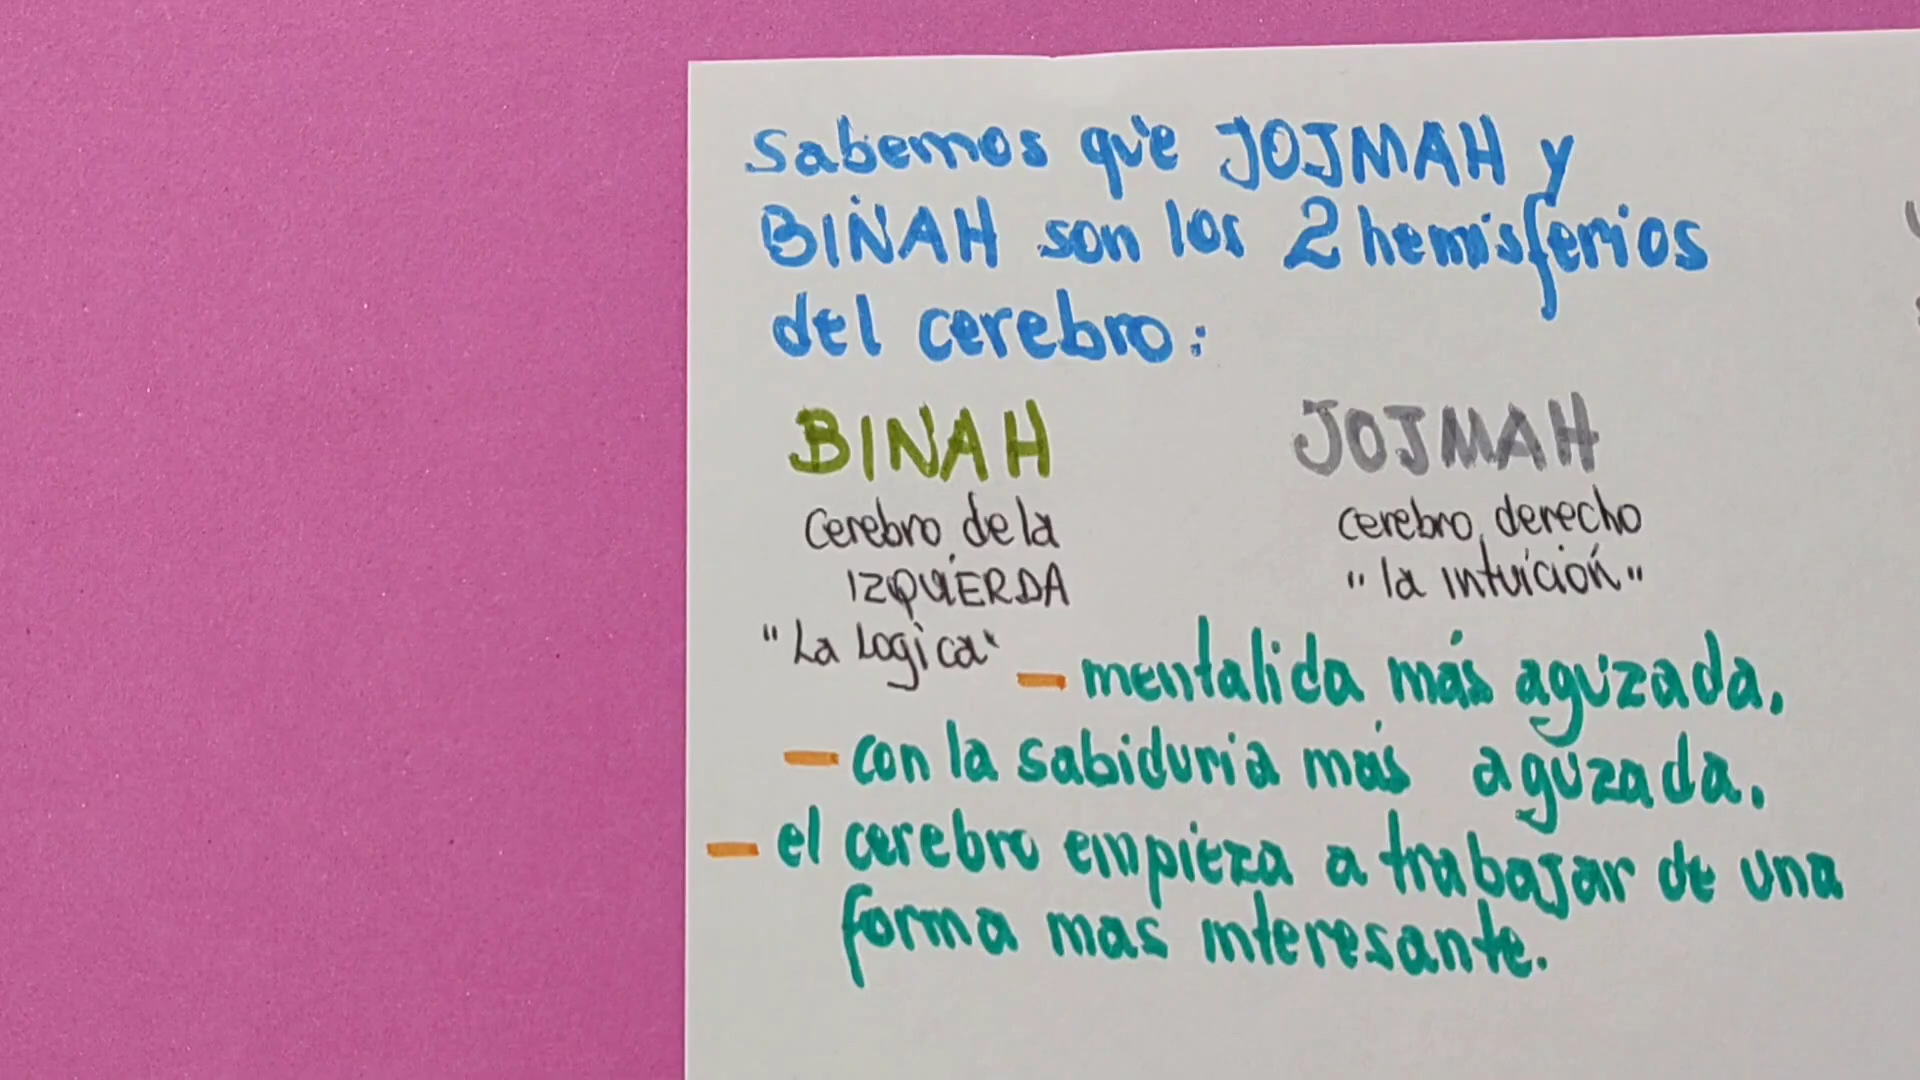 Sabemos que JOJMAH y
BINAH son los 2 hemisferios
del cerebro:
BINAH JOJMAH
cerebro de la cerebro derecho
IZQUIERDA "la intuición"
"La Logica"
- mentalida más aguzada.
- con la sabiduria más aguzada.
- el cerebro empieza a trabajar de una
forma mas interesante.